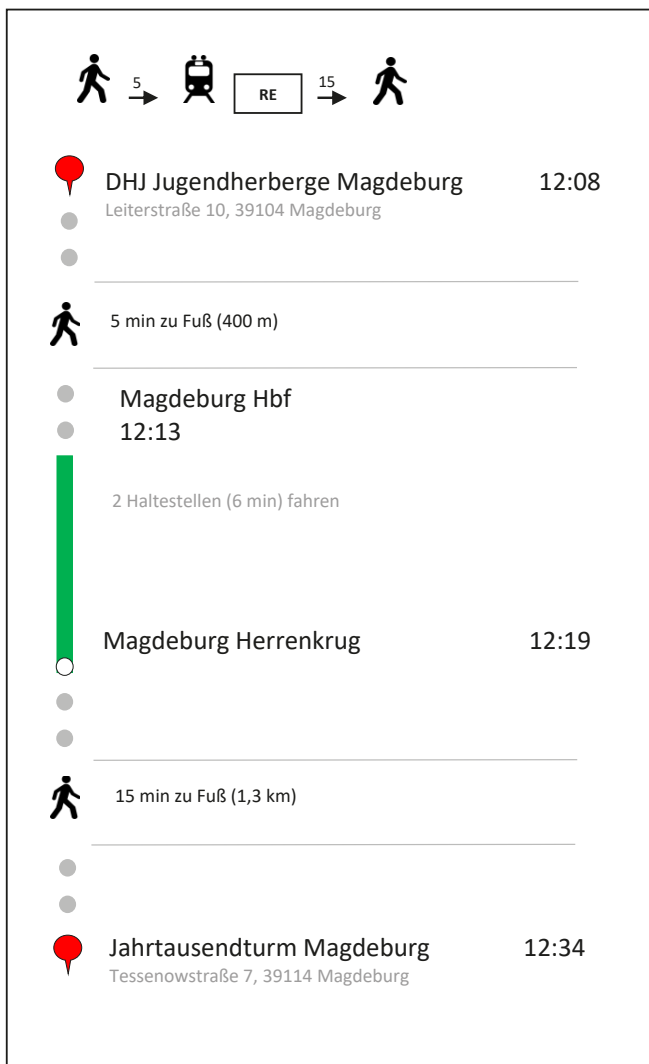 5
RE
15
DHJ Jugendherberge Magdeburg 12:08
Leiterstraße 10, 39104 Magdeburg
5 min zu Fuß (400 m)
Magdeburg Hbf
12:13
2 Haltestellen (6 min) fahren
Magdeburg Herrenkrug 12:19
15 min zu Fuß (1,3 km)
Jahrtausendturm Magdeburg 12:34
Tessenowstraße 7, 39114 Magdeburg